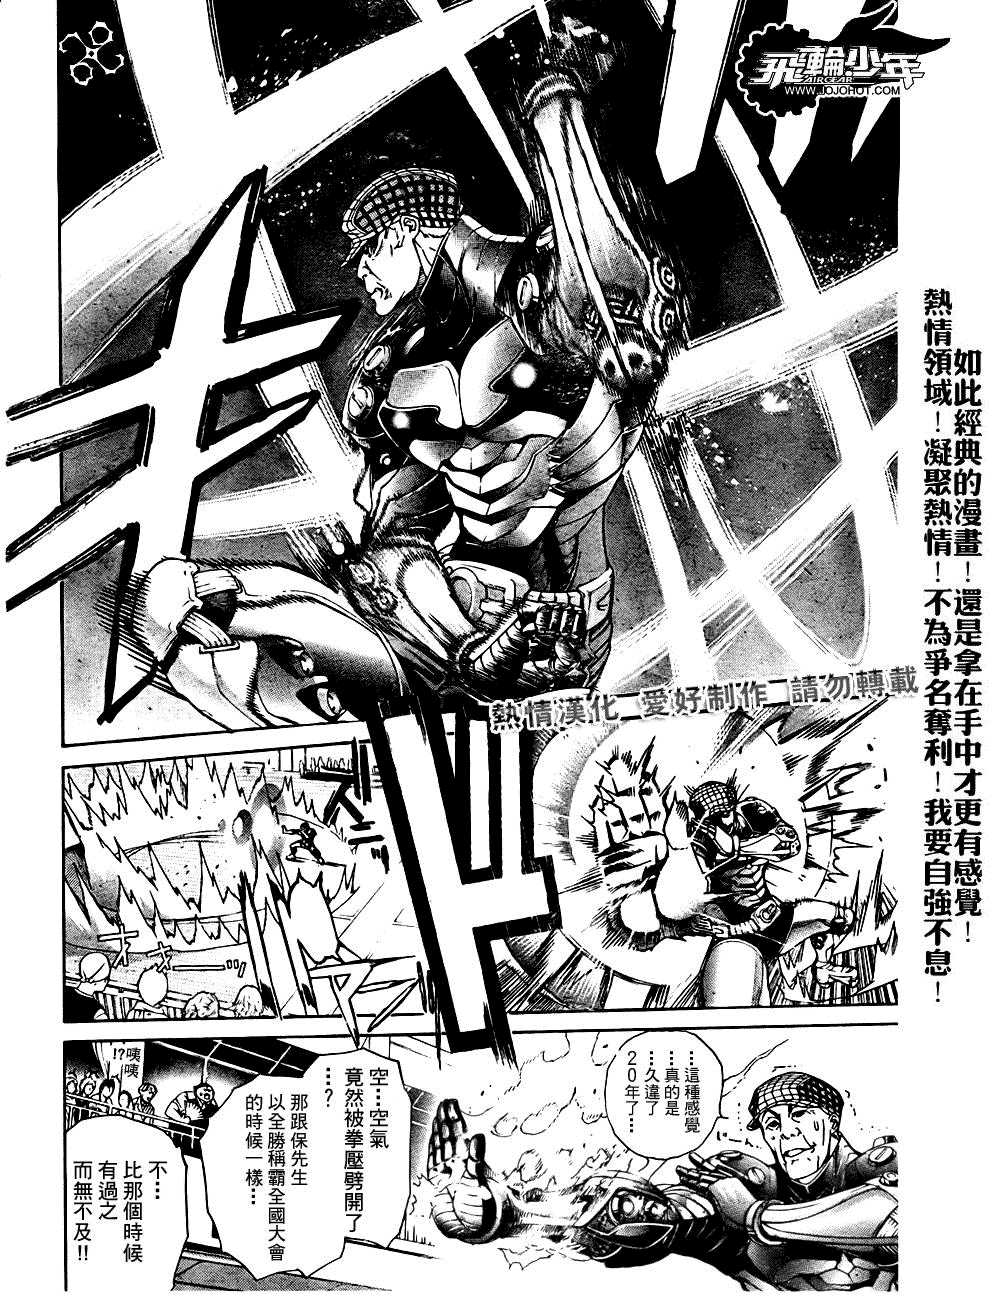 飛輪少年
AIRGEAR
WWW.JOJOHOT.COM
如此經典的漫畫！還是拿在手中才更有感覺！
熱情領域！凝聚熱情！不為爭名奪利！我要自強不息！
熱情漢化 愛好制作 請勿轉載
…這種感覺
…真的是
…久違了
20年了…
空…空氣
竟然被拳壓劈開了
…?
那跟保先生
以全勝稱霸全國大會
的時候一樣…
咦咦
!?
不…
比那個時候
有過之
而無不及!!